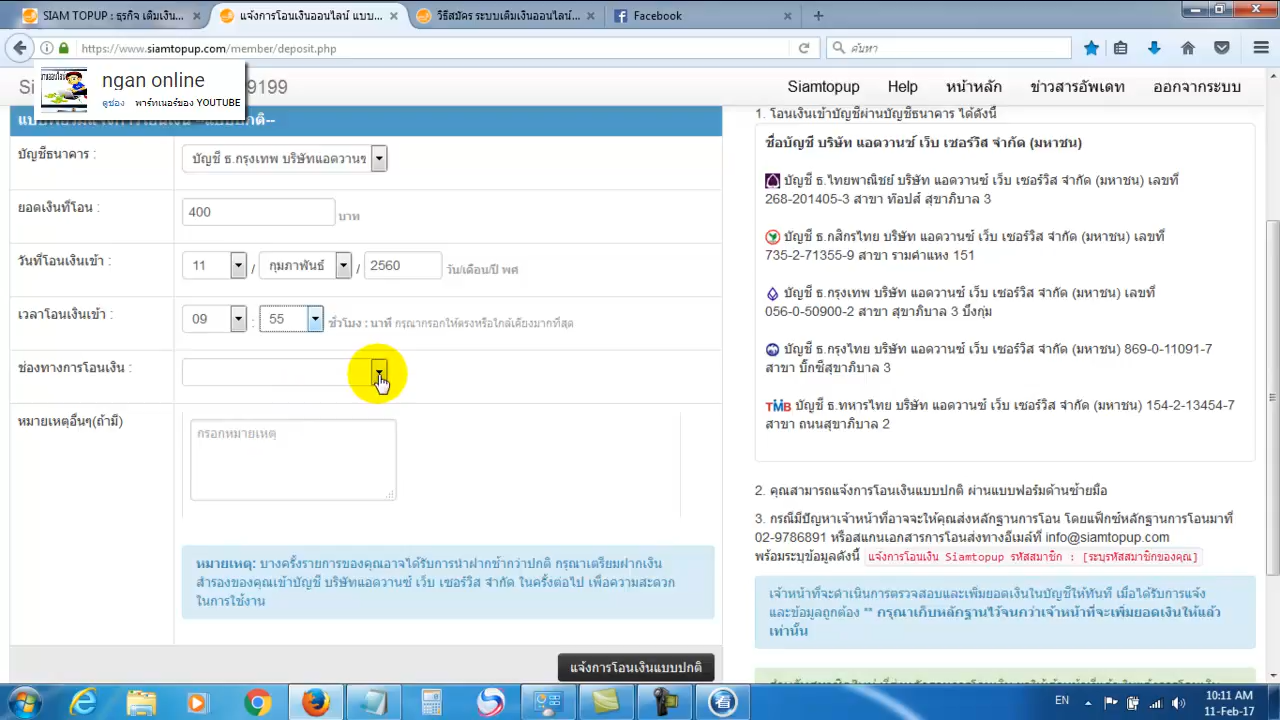 SIAM TOPUP : ธุรกิจ เติมเงิน...
แจ้งการโอนเงินออนไลน์ แบบ...
วิธีสมัคร ระบบเติมเงินออนไลน์...
Facebook
https://www.siamtopup.com/member/deposit.php
ค้นหา
ngan online
ดูช่อง พาร์ทเนอร์ของ YOUTUBE
9199
Siamtopup Help หน้าหลัก ข่าวสารอัพเดท ออกจากระบบ
บัญชีธนาคาร :
บัญชี ธ.กรุงเทพ บริษัทแอดวานซ
ยอดเงินที่โอน :
400
บาท
วันที่โอนเงินเข้า :
11 / กุมภาพันธ์ / 2560 วัน/เดือน/ปี พศ
เวลาโอนเงินเข้า :
09 : 55 ชั่วโมง : นาที กรุณากรอกให้ตรงหรือใกล้เคียงมากที่สุด
ช่องทางการโอนเงิน :
หมายเหตุอื่นๆ(ถ้ามี)
กรอกหมายเหตุ
หมายเหตุ: บางครั้งรายการของคุณอาจได้รับการนำฝากช้ากว่าปกติ กรุณาเตรียมฝากเงิน
สำรองของคุณเข้าบัญชี บริษัทแอดวานซ์ เว็บ เซอร์วิส จำกัด ในครั้งต่อไป เพื่อความสะดวก
ในการใช้งาน
แจ้งการโอนเงินแบบปกติ
1. โอนเงินเข้าบัญชีผ่านบัญชีธนาคาร ได้ดังนี้
ชื่อบัญชี บริษัท แอดวานซ์ เว็บ เซอร์วิส จำกัด (มหาชน)
บัญชี ธ.ไทยพาณิชย์ บริษัท แอดวานซ์ เว็บ เซอร์วิส จำกัด (มหาชน) เลขที่
268-201405-3 สาขา ท๊อปส์ สุขาภิบาล 3
บัญชี ธ.กสิกรไทย บริษัท แอดวานซ์ เว็บ เซอร์วิส จำกัด (มหาชน) เลขที่
735-2-71355-9 สาขา รามคำแหง 151
บัญชี ธ.กรุงเทพ บริษัท แอดวานซ์ เว็บ เซอร์วิส จำกัด (มหาชน) เลขที่
056-0-50900-2 สาขา สุขาภิบาล 3 บึงกุ่ม
บัญชี ธ.กรุงไทย บริษัท แอดวานซ์ เว็บ เซอร์วิส จำกัด (มหาชน) 869-0-11091-7
สาขา บิ๊กซีสุขาภิบาล 3
TMB บัญชี ธ.ทหารไทย บริษัท แอดวานซ์ เว็บ เซอร์วิส จำกัด (มหาชน) 154-2-13454-7
สาขา ถนนสุขาภิบาล 2
2. คุณสามารถแจ้งการโอนเงินแบบปกติ ผ่านแบบฟอร์มด้านซ้ายมือ
3. กรณีมีปัญหาเจ้าหน้าที่อาจจะให้คุณส่งหลักฐานการโอน โดยแฟ็กซ์หลักฐานการโอนมาที่
02-9786891 หรือสแกนเอกสารการโอนส่งทางอีเมล์ที่ info@siamtopup.com
พร้อมระบุข้อมูลดังนี้ แจ้งการโอนเงิน Siamtopup รหัสสมาชิก : [ระบุรหัสสมาชิกของคุณ]
เจ้าหน้าที่จะดำเนินการตรวจสอบและเพิ่มยอดเงินในบัญชีให้ทันที เมื่อได้รับการแจ้ง
และข้อมูลถูกต้อง ** กรุณาเก็บหลักฐานไว้จนกว่าเจ้าหน้าที่จะเพิ่มยอดเงินให้แล้ว
เท่านั้น
EN
10:11 AM
11-Feb-17